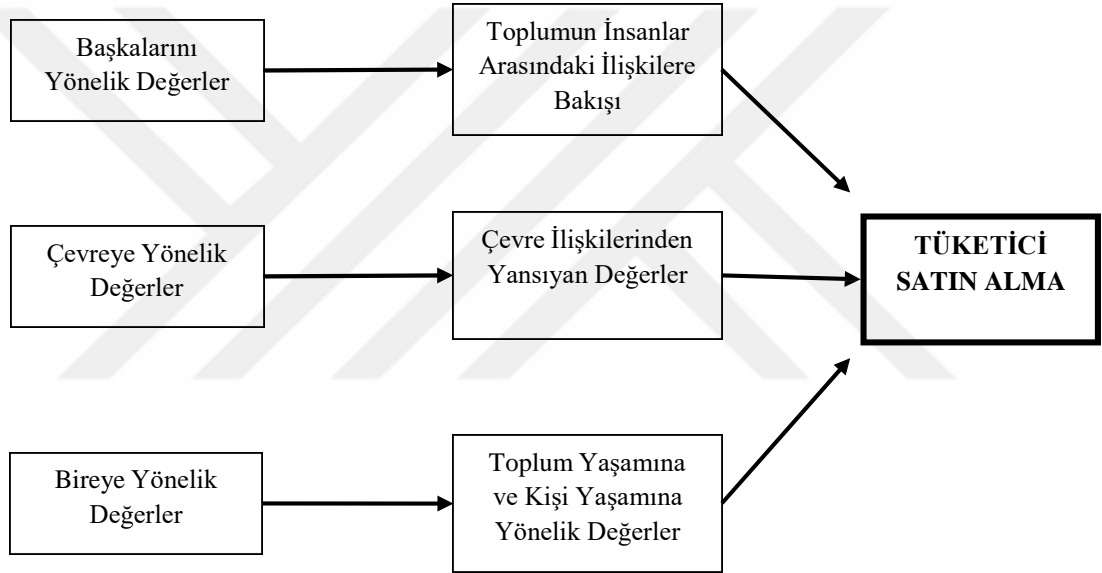 Başkalarını
Yönelik Değerler
Toplumun İnsanlar
Arasındaki İlişkilere
Bakışı
Çevreye Yönelik
Değerler
Çevre İlişkilerinden
Yansıyan Değerler
TÜKETİCİ
SATIN ALMA
Bireye Yönelik
Değerler
Toplum Yaşamına
ve Kişi Yaşamına
Yönelik Değerler